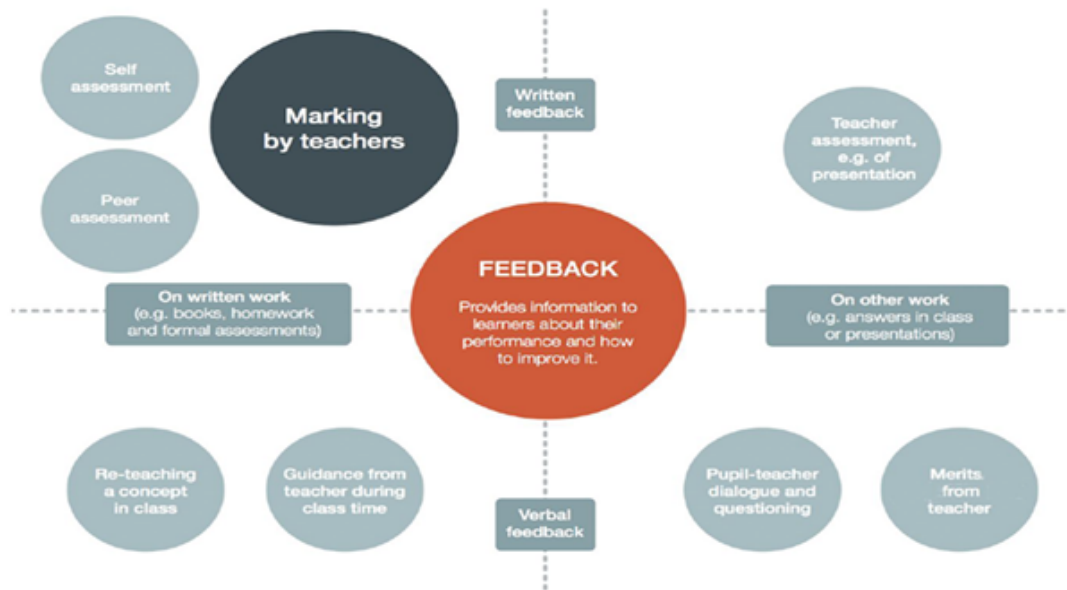 Self
assessment
Marking
by teachers
Written
feedback
Teacher
assessment,
e.g. of
presentation
Peer
assessment
FEEDBACK
Provides information to
learners about their
performance and how
to improve it.
On written work
(e.g. books, homework
and formal assessments)
On other work
(e.g. answers in class
or presentations)
Re-teaching
a concept
in class
Guidance from
teacher during
class time
Verbal
feedback
Pupil-teacher
dialogue and
questioning
Merits
from
teacher